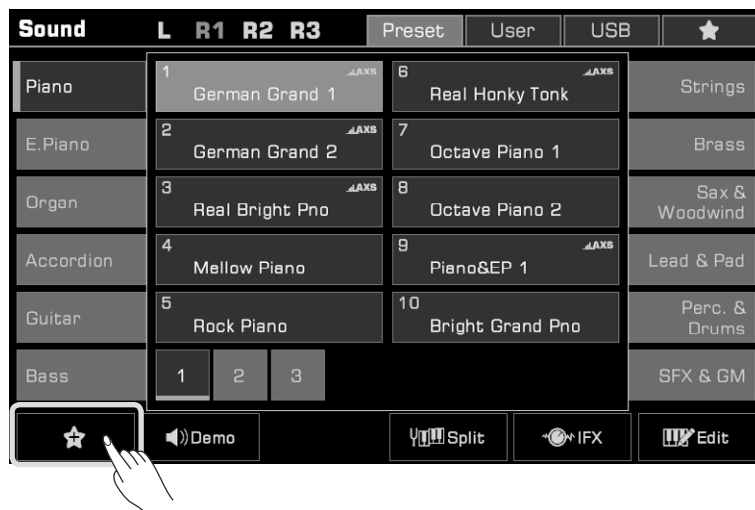 Sound L R1 R2 R3 Preset User USB
Piano
E.Piano
Organ
Accordion
Guitar
Bass
1 AXS
German Grand 1
2 AXS
German Grand 2
3 AXS
Real Bright Pno
4
Mellow Piano
5
Rock Piano
6 AXS
Real Honky Tonk
7
Octave Piano 1
8
Octave Piano 2
9 AXS
Piano&EP 1
10
Bright Grand Pno
1 2 3
Strings
Brass
Sax &
Woodwind
Lead & Pad
Perc. &
Drums
SFX & GM
Demo Split IFX Edit